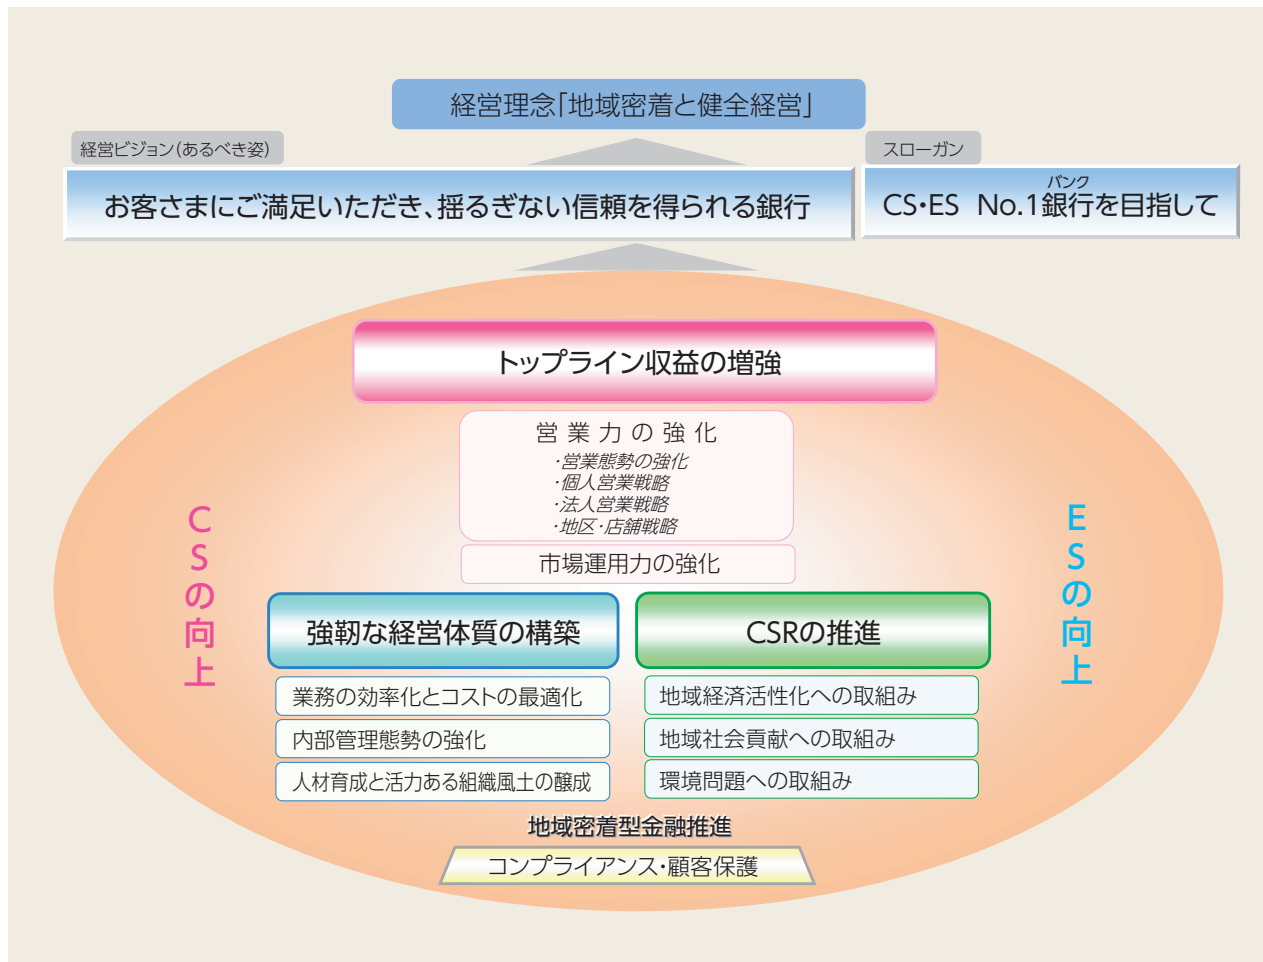 経営理念「地域密着と健全経営」
経営ビジョン(あるべき姿)
お客さまにご満足いただき、揺るぎない信頼を得られる銀行
スローガン
バンク
CS・ES No.1銀行を目指して
トップライン収益の増強
営業力の強化
・営業態勢の強化
・個人営業戦略
・法人営業戦略
・地区・店舗戦略
市場運用力の強化
CSの向上
ESの向上
強靭な経営体質の構築
業務の効率化とコストの最適化
内部管理態勢の強化
人材育成と活力ある組織風土の醸成
CSRの推進
地域経済活性化への取組み
地域社会貢献への取組み
環境問題への取組み
地域密着型金融推進
コンプライアンス・顧客保護